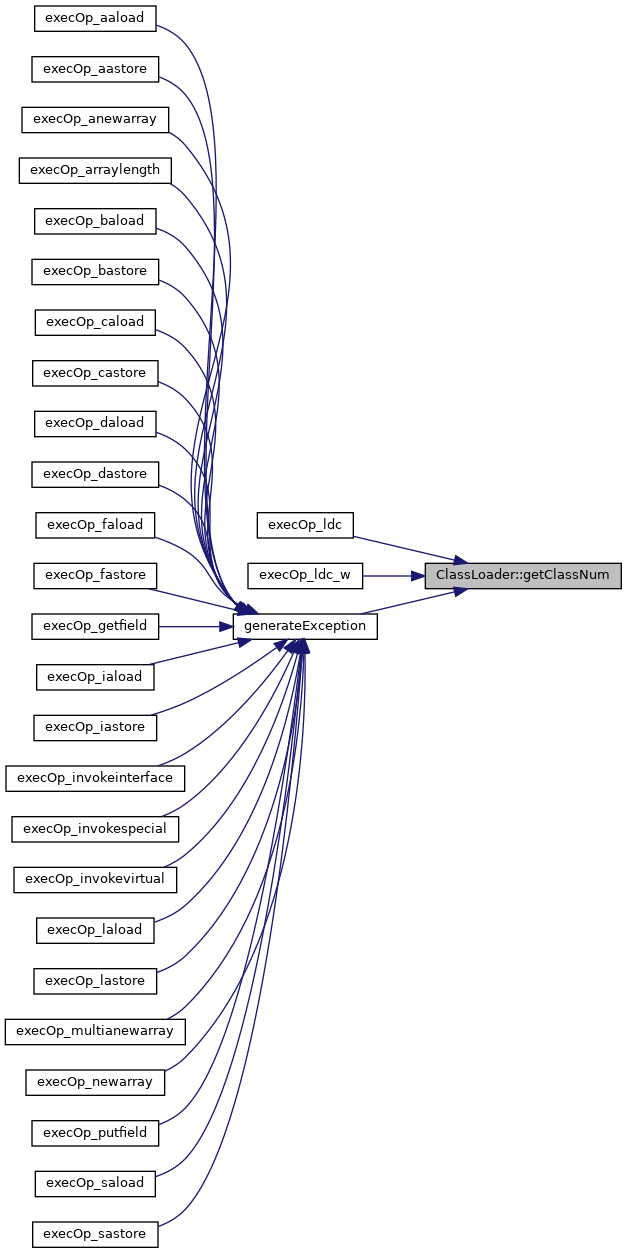 execOp_aaload
execOp_aastore
execOp_anewarray
execOp_arraylength
execOp_baload
execOp_bastore
execOp_caload
execOp_castore
execOp_daload
execOp_dastore
execOp_faload
execOp_fastore
execOp_getfield
execOp_iaload
execOp_iastore
execOp_invokeinterface
execOp_invokespecial
execOp_invokevirtual
execOp_laload
execOp_lastore
execOp_multianewarray
execOp_newarray
execOp_putfield
execOp_saload
execOp_sastore
execOp_ldc
execOp_ldc_w
generateException
ClassLoader::getClassNum